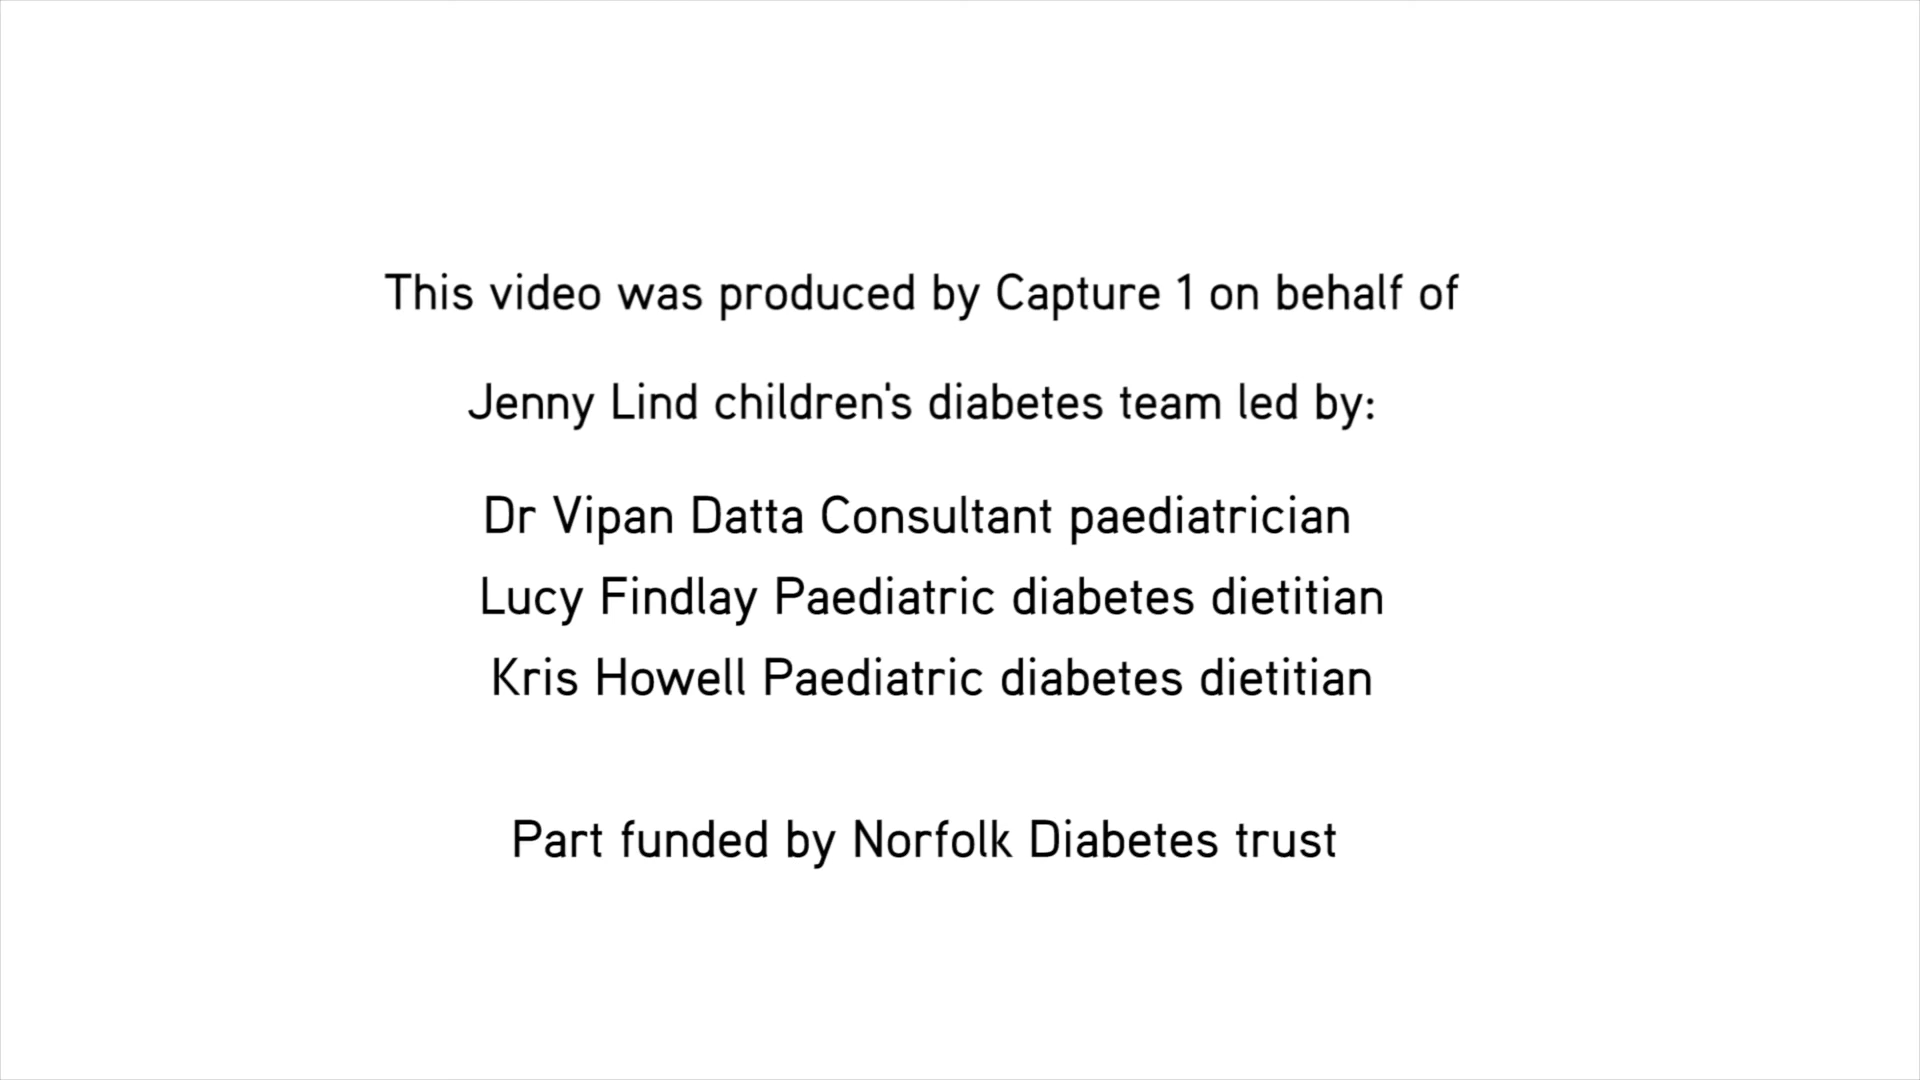 This video was produced by Capture 1 on behalf of
Jenny Lind children's diabetes team led by:
Dr Vipan Datta Consultant paediatrician
Lucy Findlay Paediatric diabetes dietitian
Kris Howell Paediatric diabetes dietitian
Part funded by Norfolk Diabetes trust